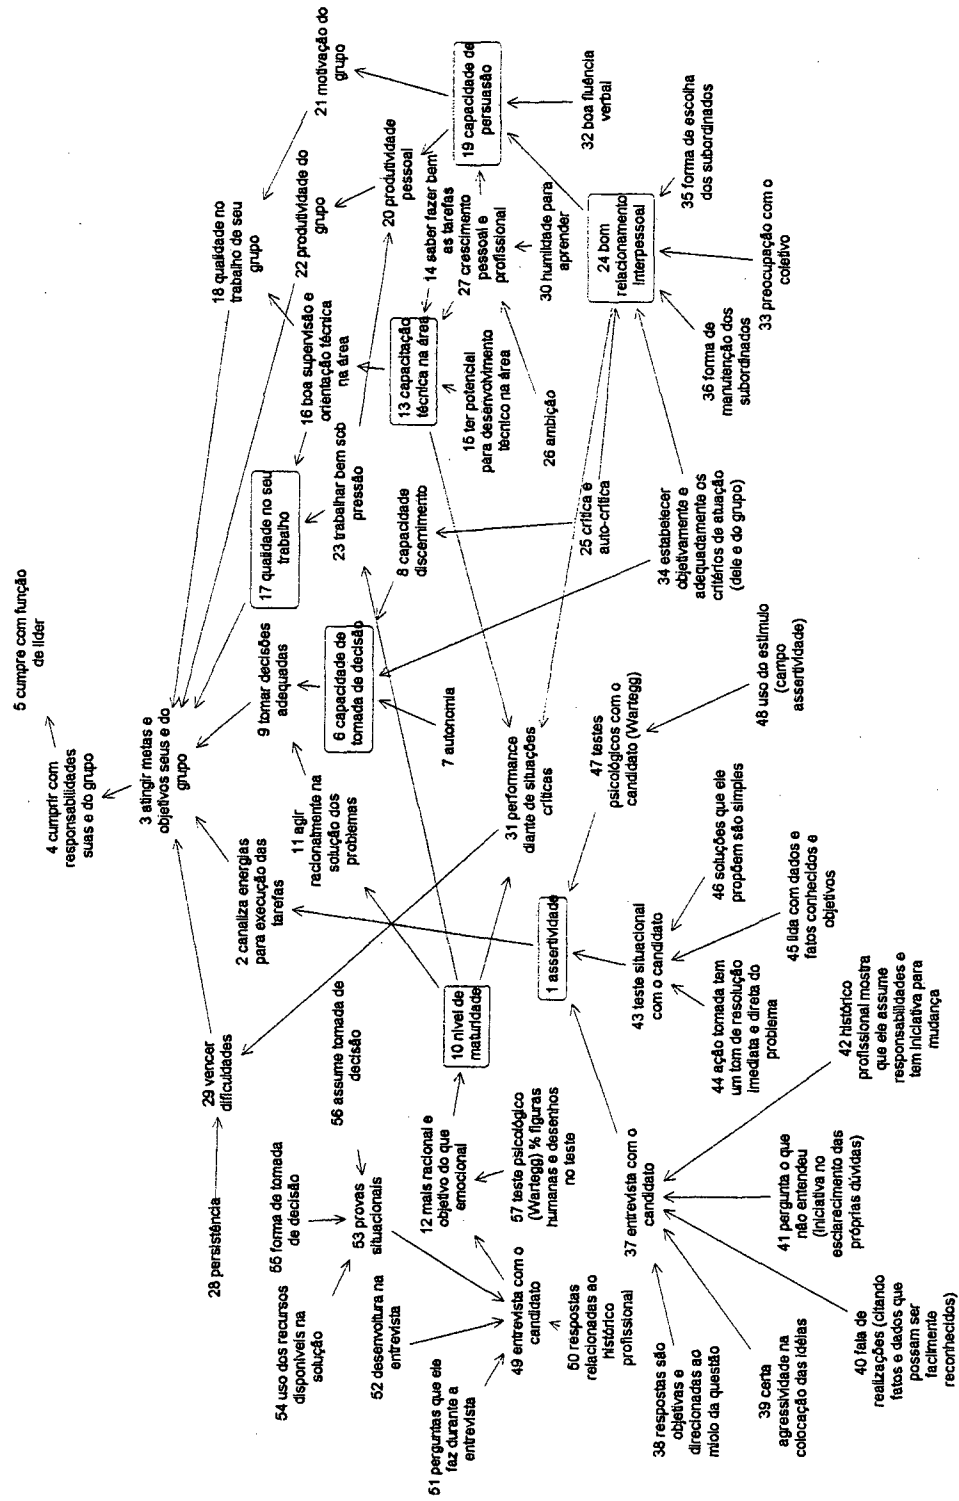 5 cumpre com função
de líder
4 cumprir com
responsabilidades
suas e do grupo
3 atingir metas e
objetivos seus e do
grupo
18 qualidade no
trabalho de seu
grupo
21 motivação do
grupo
22 produtividade do
grupo
29 vencer
dificuldades
28 persistência
2 canaliza energias
para execução das
tarefas
9 tomar decisões
adequadas
17 qualidade no seu
trabalho
16 boa supervisão e
orientação técnica
na área
20 produtividade
pessoal
11 agir
racionalmente na
solução dos
problemas
6 capacidade de
tomada de decisão
23 trabalhar bem sob
pressão
13 capacitação
técnica na área
14 saber fazer bem
as tarefas
19 capacidade de
persuasão
27 crescimento
pessoal e
profissional
8 capacidade
discernimento
15 ter potencial
para desenvolvimento
técnico na área
7 autonomia
26 ambição
30 humildade para
aprender
32 boa fluência
verbal
56 assume tomada de
decisão
55 forma de tomada
de decisão
54 uso dos recursos
disponíveis na
solução
53 provas
situacionais
52 desenvoltura na
entrevista
51 perguntas que ele
faz durante a
entrevista
49 entrevista com o
candidato
50 respostas
relacionadas ao
histórico
profissional
12 mais racional e
objetivo do que
emocional
57 teste psicológico
(Wartegg) % figuras
humanas e desenhos
no teste
10 nível de
maturidade
31 performance
diante de situações
críticas
25 crítica e
auto-crítica
24 bom
relacionamento
Interpessoal
1 assertividade
47 testes
psicológicos com o
candidato (Wartegg)
34 estabelecer
objetivamente e
adequadamente os
critérios de atuação
(dele e do grupo)
36 forma de
manutenção dos
subordinados
33 preocupação com o
coletivo
35 forma de escolha
dos subordinados
37 entrevista com o
candidato
43 teste situacional
com o candidato
48 uso do estímulo
(campo
assertividade)
38 respostas são
objetivas e
direcionadas ao
miolo da questão
39 certa
agressividade na
colocação das idéias
40 fala de
realizações (citando
fatos e dados que
possam ser
facilmente
reconhecidos)
41 pergunta o que
não entendeu
(iniciativa no
esclarecimento das
próprias dúvidas)
42 histórico
profissional mostra
que ele assume
responsabilidades e
tem iniciativa para
mudança
44 ação tomada tem
um tom de resolução
imediata e direta do
problema
45 lida com dados e
fatos conhecidos e
objetivos
46 soluções que ele
propõem são simples